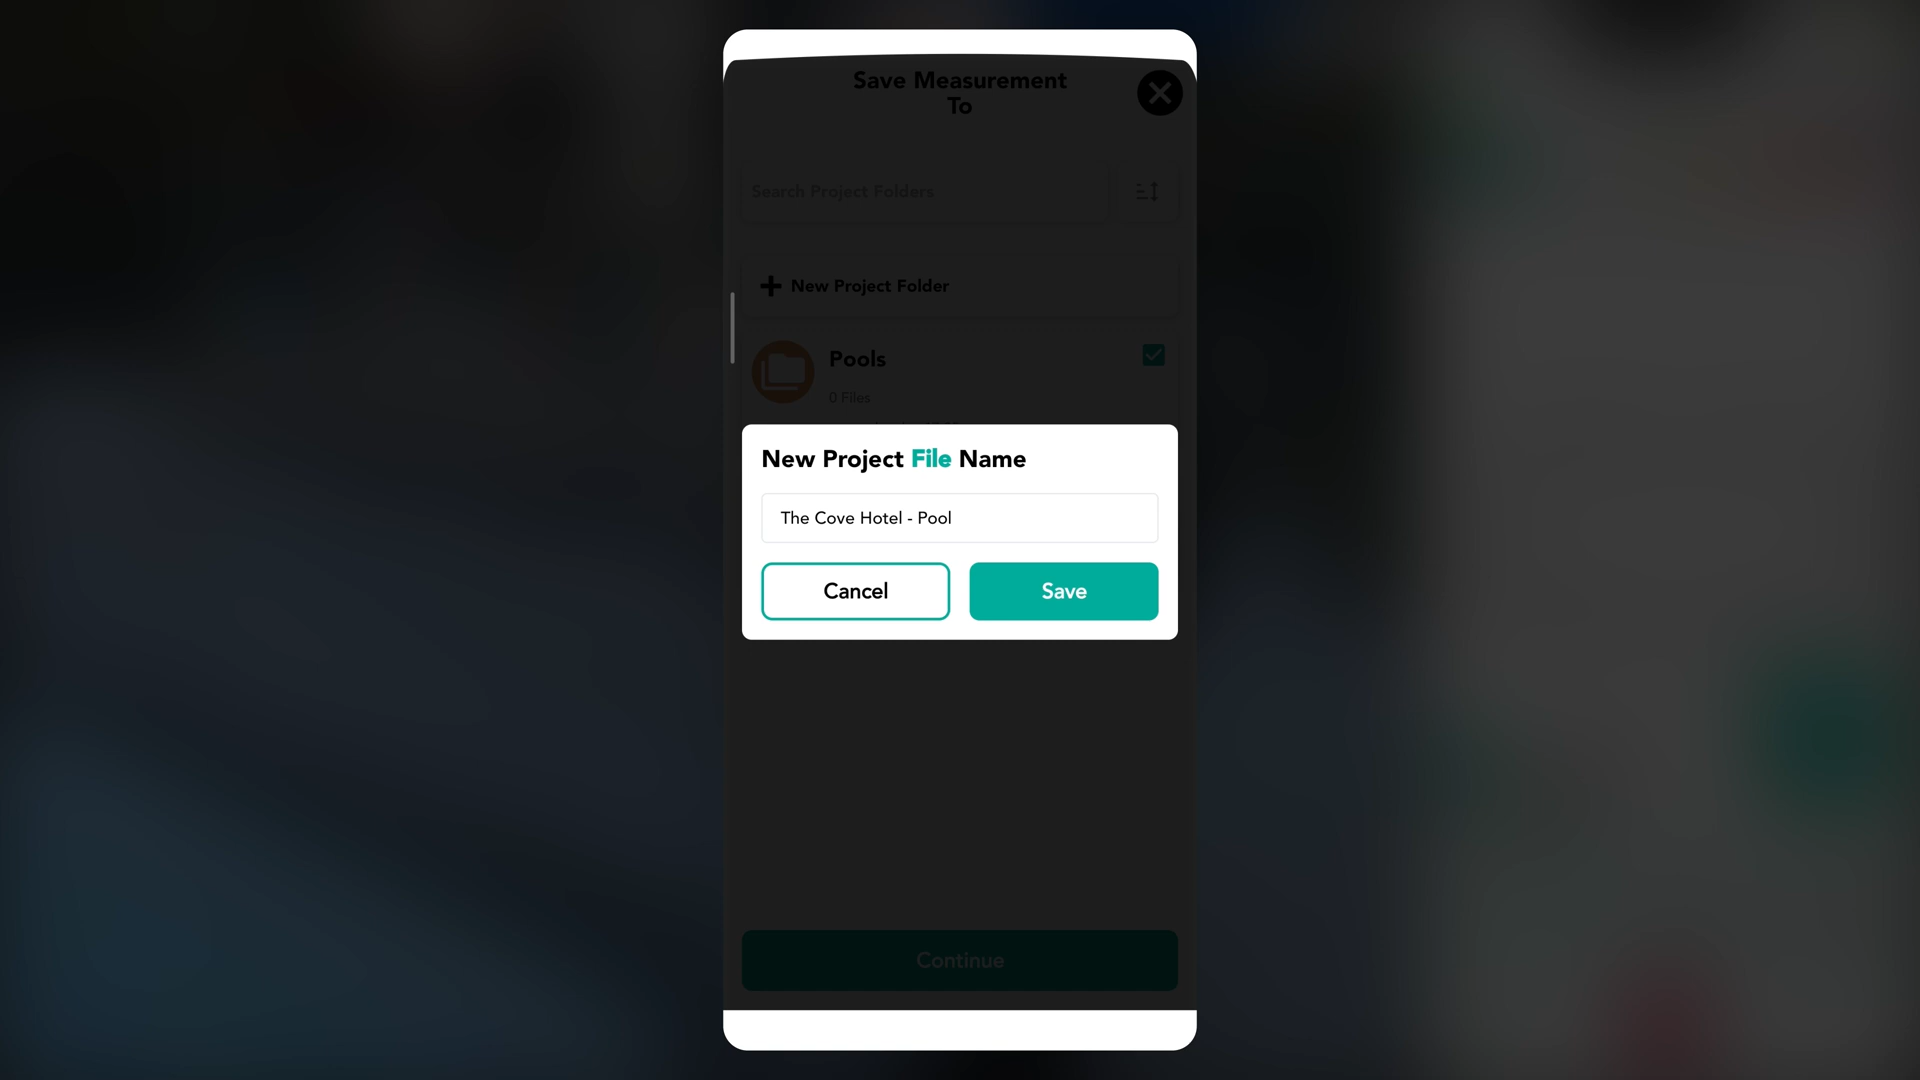 Save Measurement
To
Search Project Folders
New Project Folder
Pools
0 Files
New Project File Name
The Cove Hotel - Pool
Cancel
Save
Continue